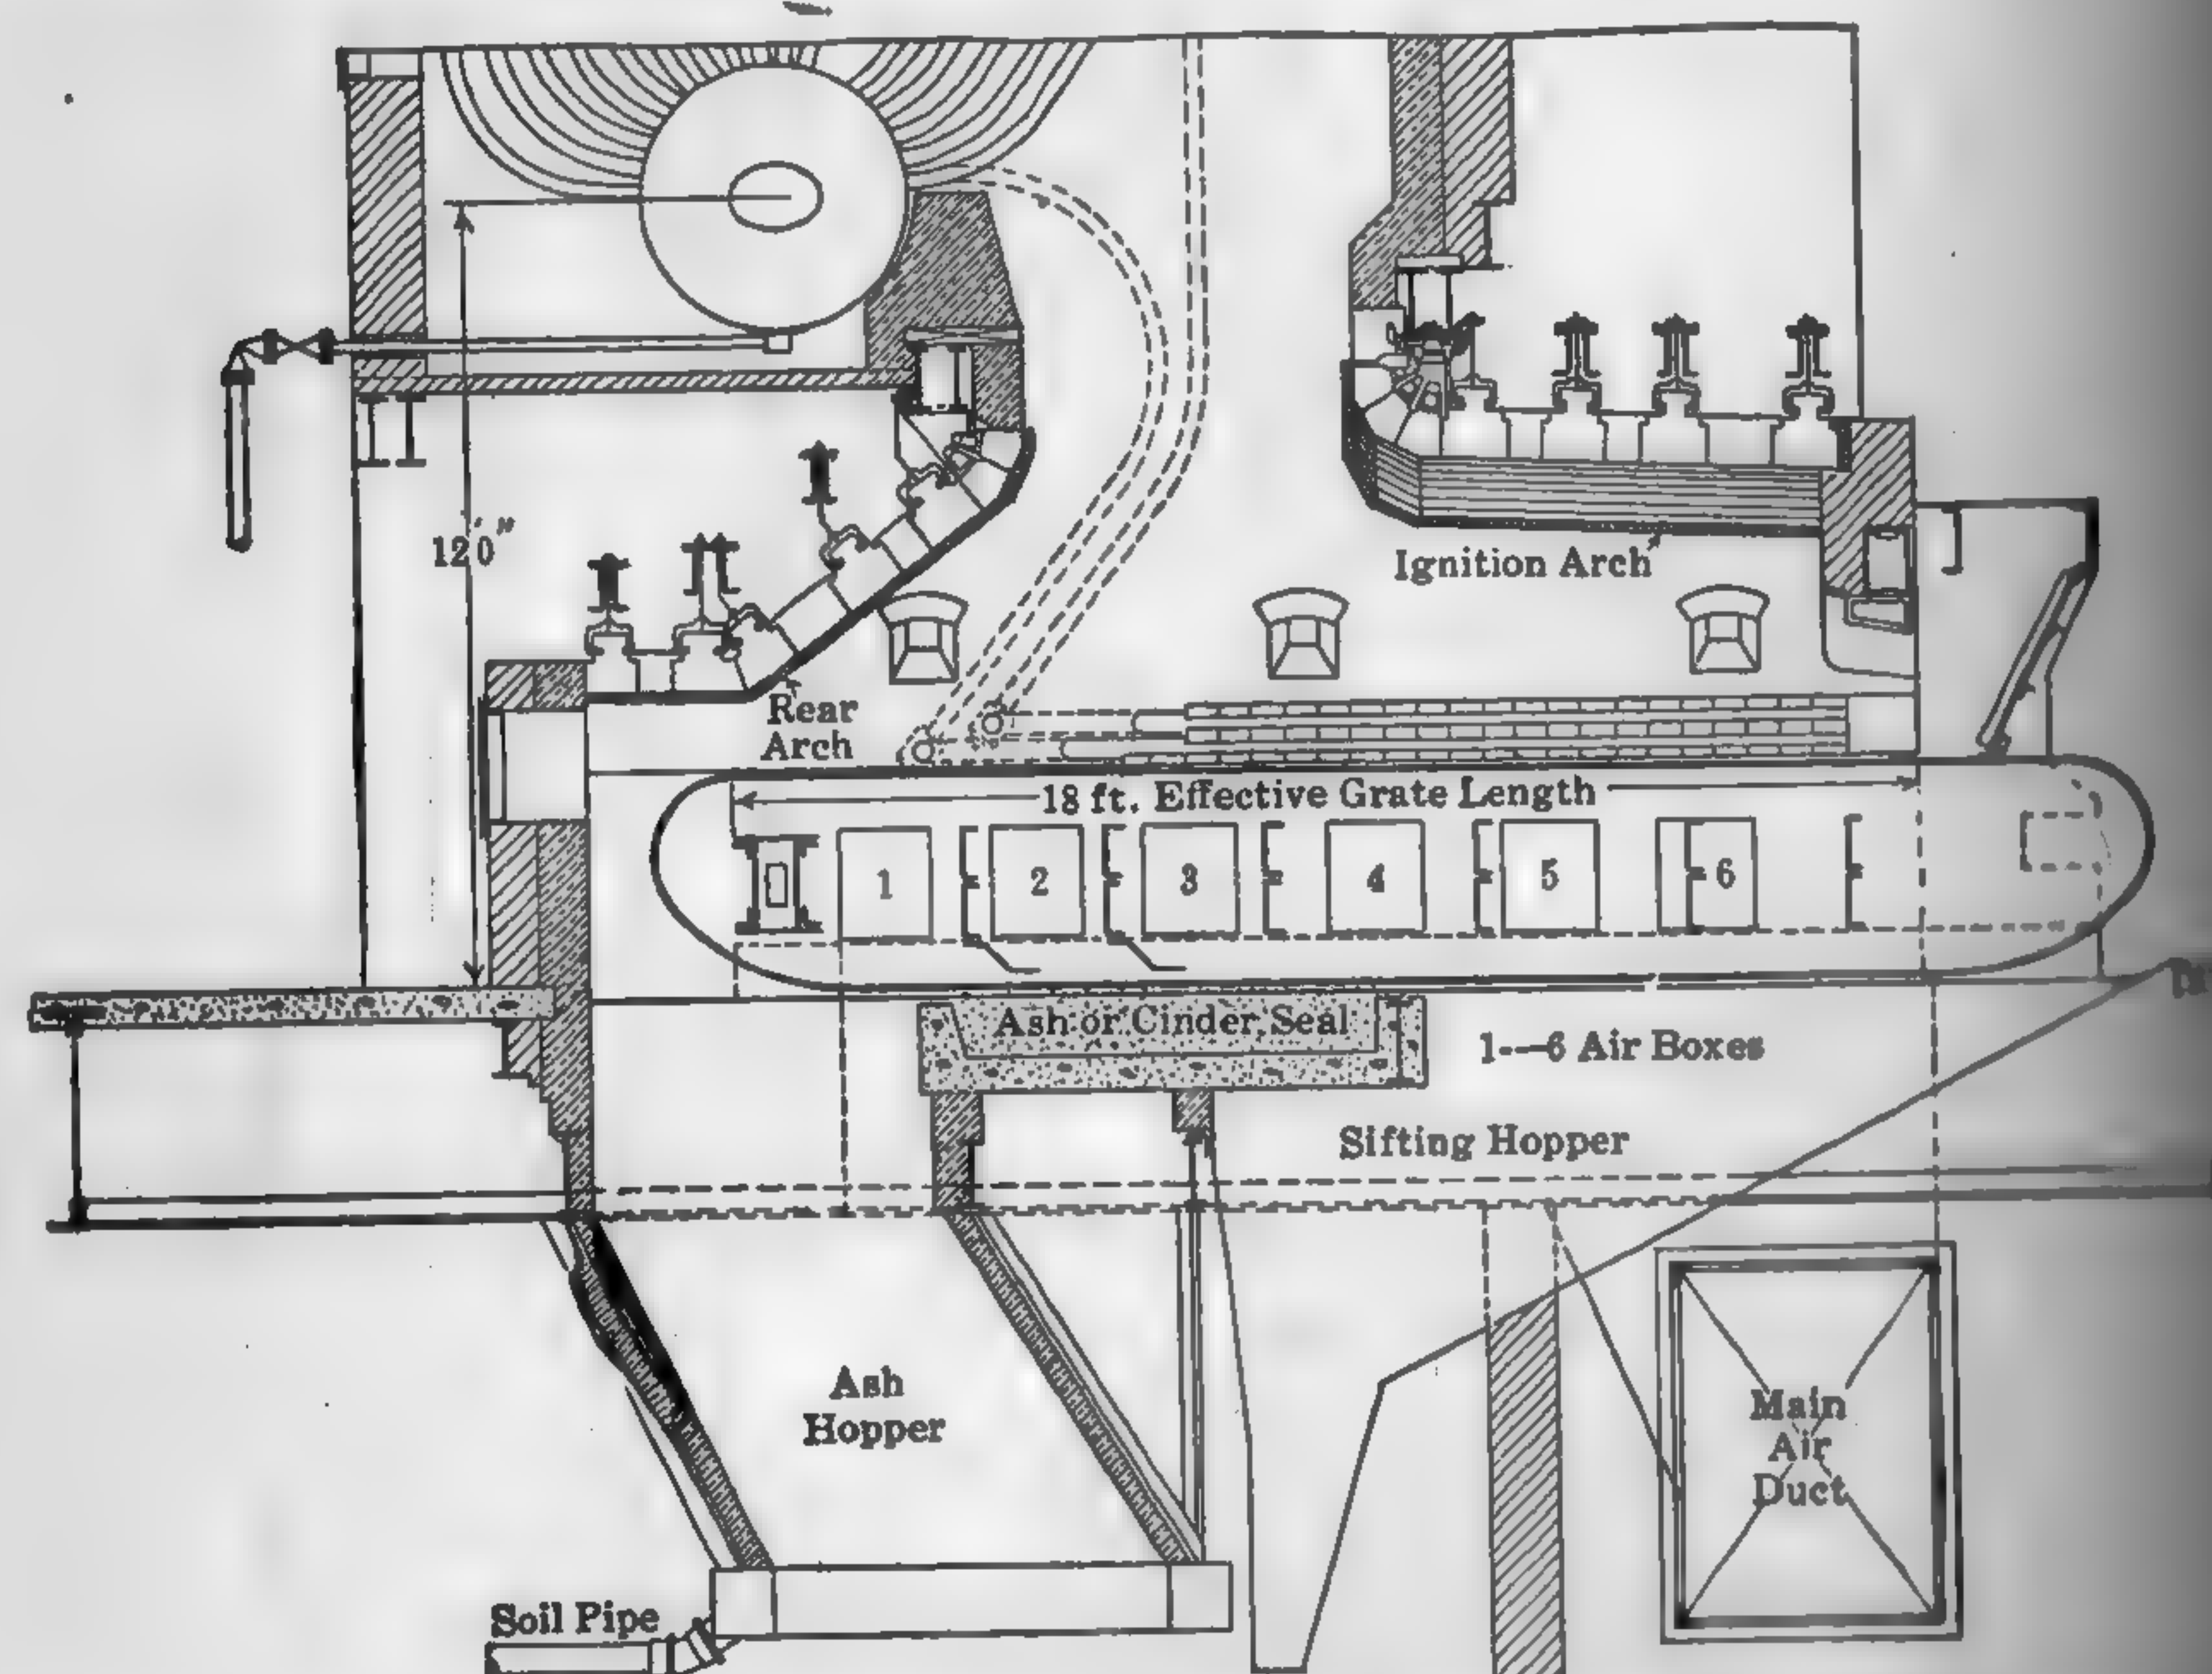 12'0"
Ignition Arch
Rear
Arch
18 ft. Effective Grate Length
1
2
3
4
5
6
Ash or Cinder Seal
1---6 Air Boxes
Sifting Hopper
Ash
Hopper
Main
Air
Duct
Soil Pipe